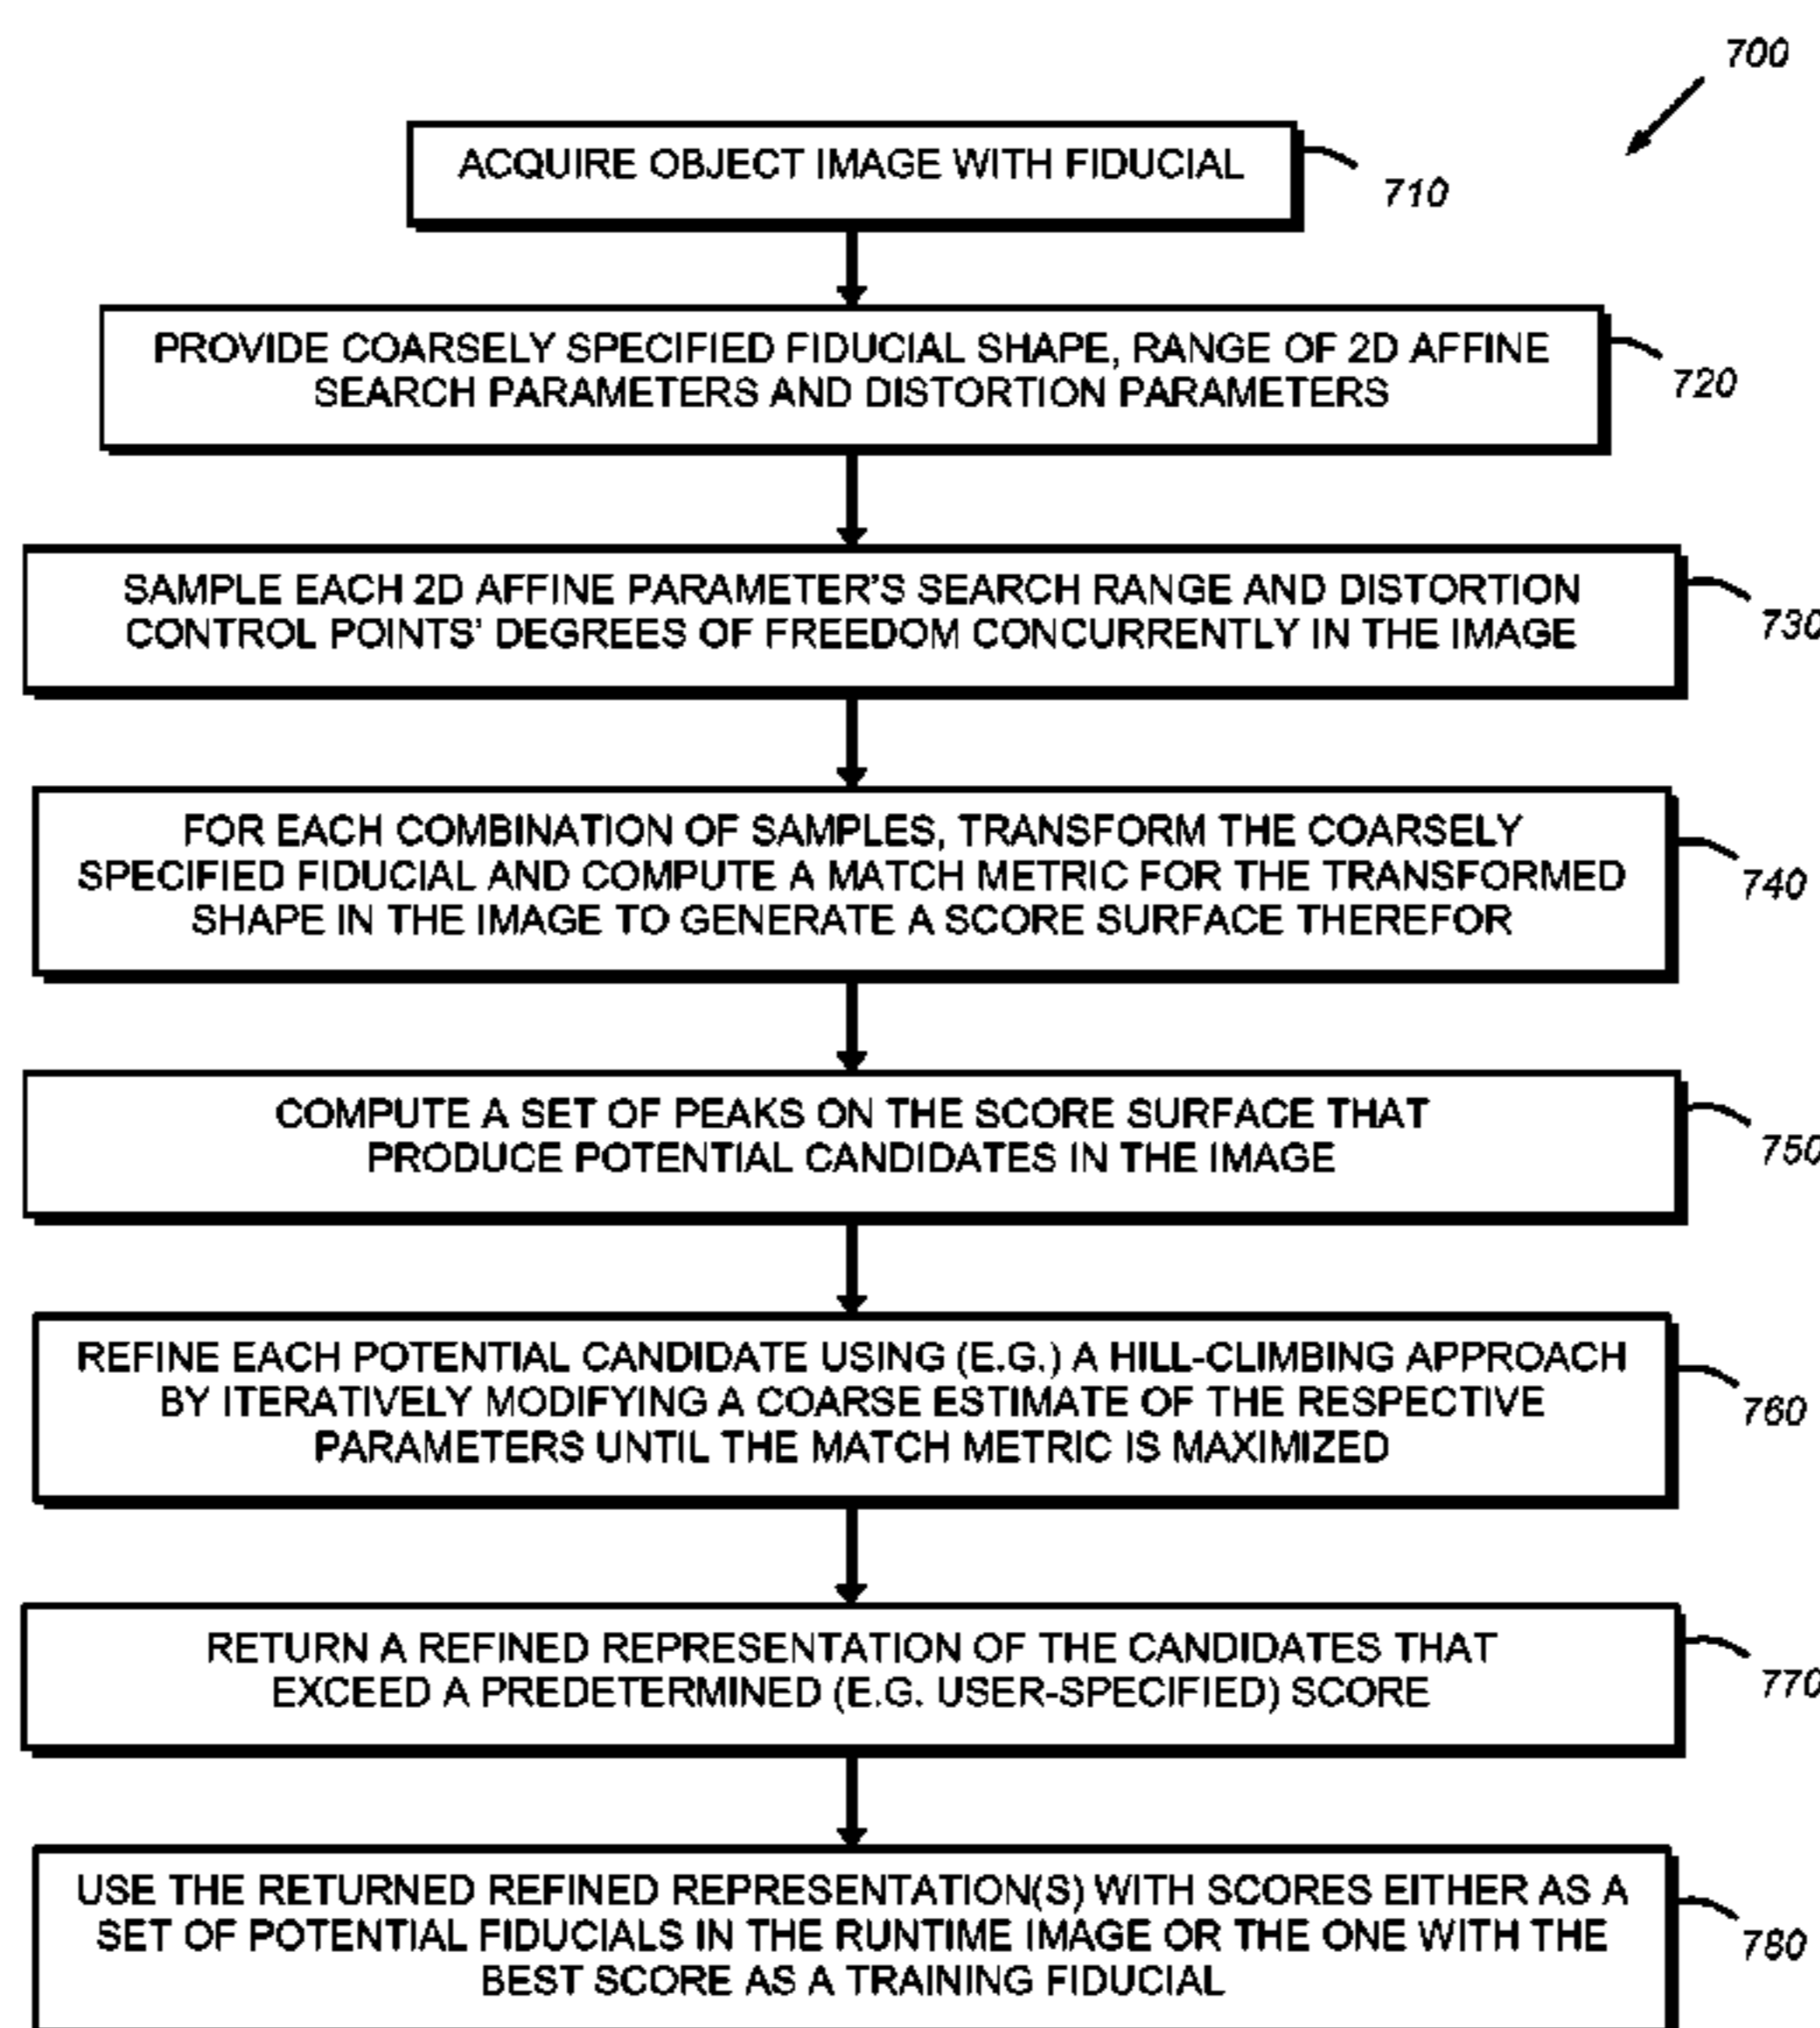 700
ACQUIRE OBJECT IMAGE WITH FIDUCIAL
710
PROVIDE COARSELY SPECIFIED FIDUCIAL SHAPE, RANGE OF 2D AFFINE
SEARCH PARAMETERS AND DISTORTION PARAMETERS
720
SAMPLE EACH 2D AFFINE PARAMETER'S SEARCH RANGE AND DISTORTION
CONTROL POINTS' DEGREES OF FREEDOM CONCURRENTLY IN THE IMAGE
730
FOR EACH COMBINATION OF SAMPLES, TRANSFORM THE COARSELY
SPECIFIED FIDUCIAL AND COMPUTE A MATCH METRIC FOR THE TRANSFORMED
SHAPE IN THE IMAGE TO GENERATE A SCORE SURFACE THEREFOR
740
COMPUTE A SET OF PEAKS ON THE SCORE SURFACE THAT
PRODUCE POTENTIAL CANDIDATES IN THE IMAGE
750
REFINE EACH POTENTIAL CANDIDATE USING (E.G.) A HILL-CLIMBING APPROACH
BY ITERATIVELY MODIFYING A COARSE ESTIMATE OF THE RESPECTIVE
PARAMETERS UNTIL THE MATCH METRIC IS MAXIMIZED
760
RETURN A REFINED REPRESENTATION OF THE CANDIDATES THAT
EXCEED A PREDETERMINED (E.G. USER-SPECIFIED) SCORE
770
USE THE RETURNED REFINED REPRESENTATION(S) WITH SCORES EITHER AS A
SET OF POTENTIAL FIDUCIALS IN THE RUNTIME IMAGE OR THE ONE WITH THE
BEST SCORE AS A TRAINING FIDUCIAL
780